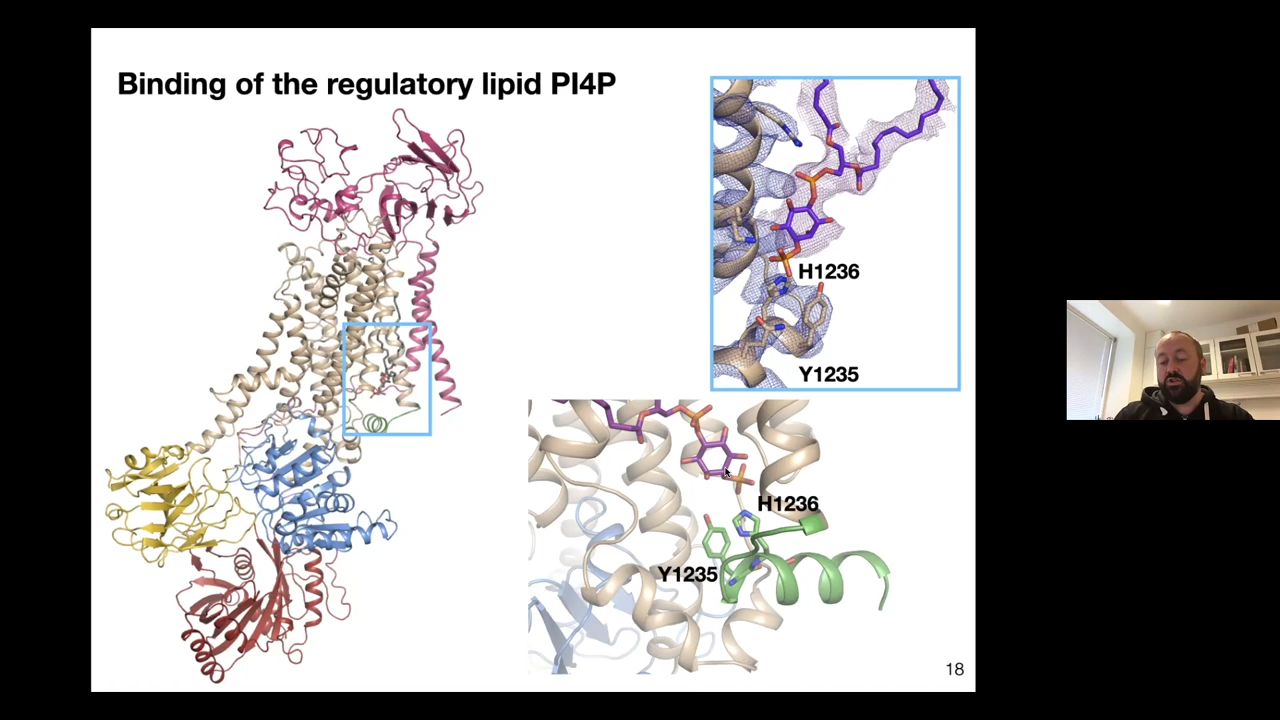 Binding of the regulatory lipid PI4P
H1236
Y1235
H1236
Y1235
18